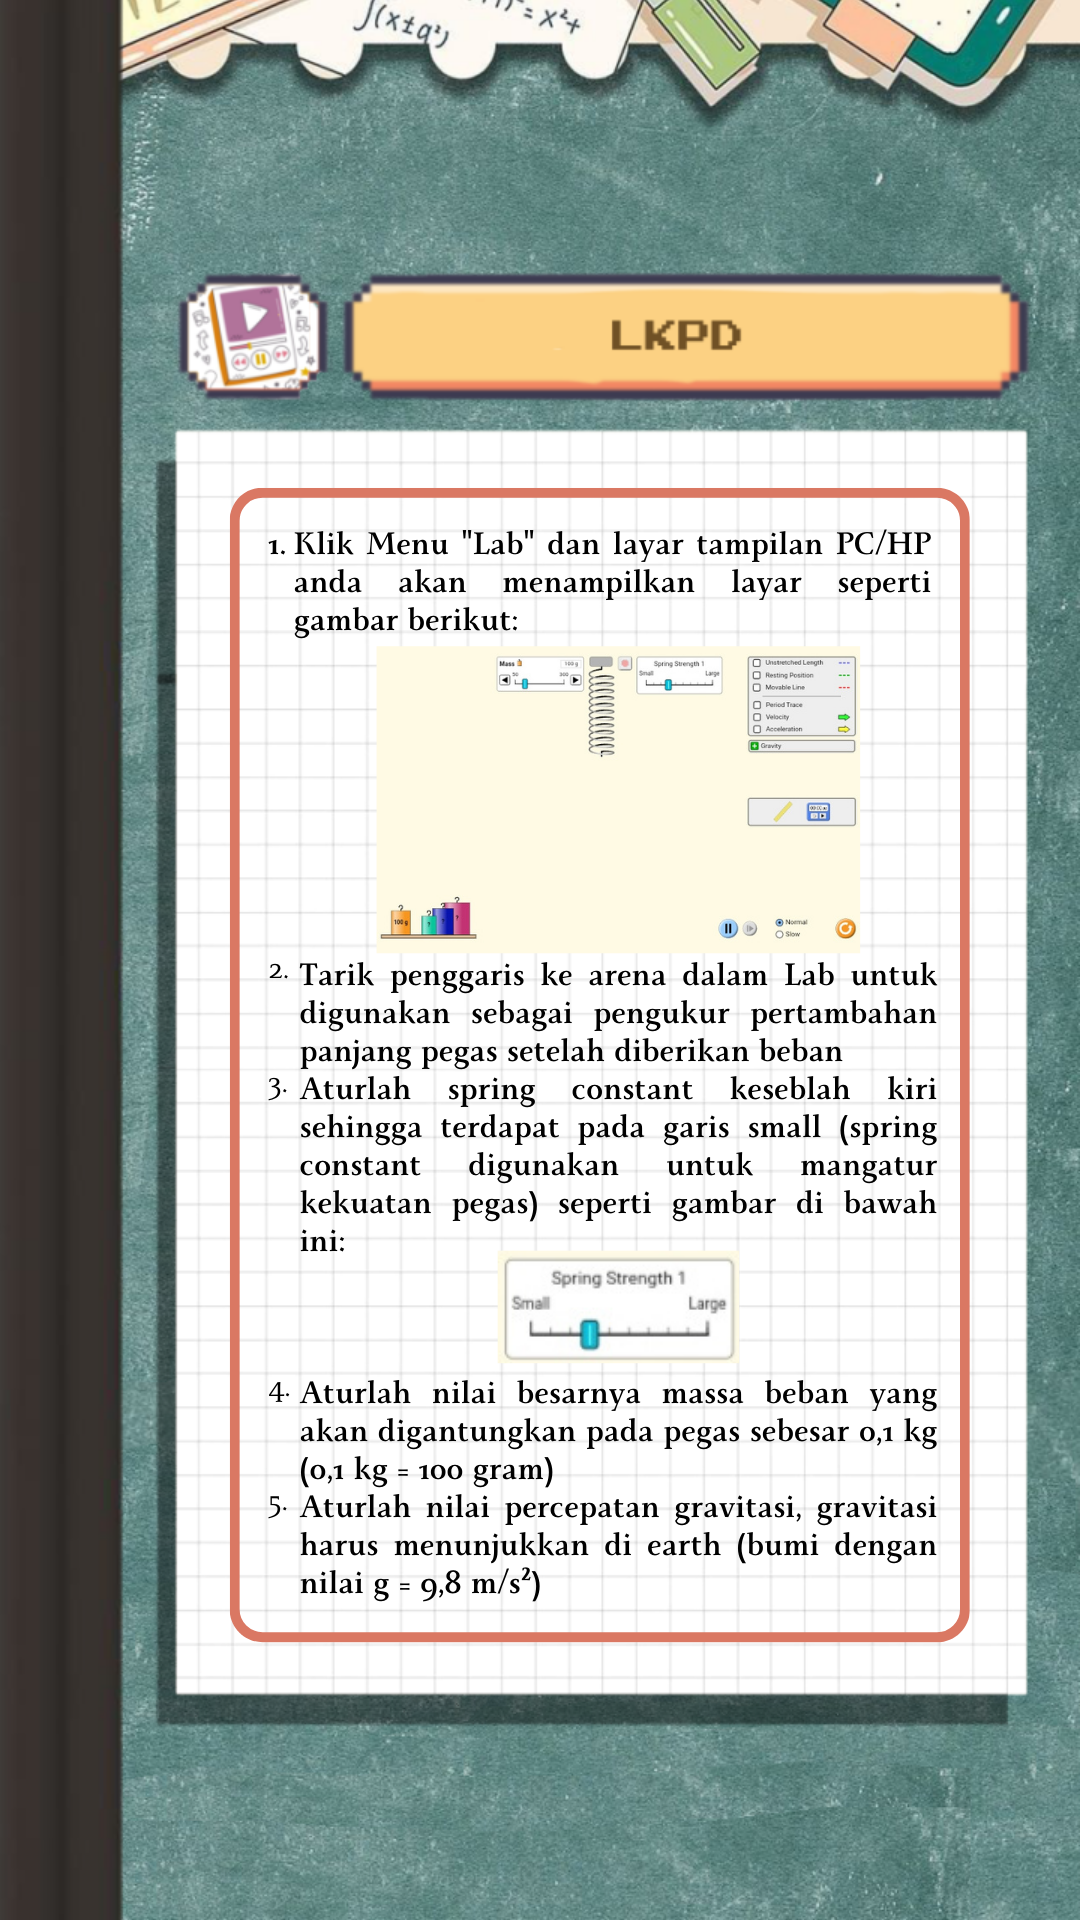 ∫(x±a²)
= x²+
LKPD
1. Klik Menu "Lab" dan layar tampilan PC/HP
anda akan menampilkan layar seperti
gambar berikut:
Mass
100 g
50
300
Spring Strength 1
Small
Large
Unstretched Length
Resting Position
Movable Line
Period Trace
Velocity
Acceleration
Gravity
?
?
?
?
100 g
?
?
?
Normal
Slow
2. Tarik penggaris ke arena dalam Lab untuk
digunakan sebagai pengukur pertambahan
panjang pegas setelah diberikan beban
3. Aturlah spring constant keseblah kiri
sehingga terdapat pada garis small (spring
constant digunakan untuk mangatur
kekuatan pegas) seperti gambar di bawah
ini:
Spring Strength 1
Small
Large
4. Aturlah nilai besarnya massa beban yang
akan digantungkan pada pegas sebesar 0,1 kg
(0,1 kg = 100 gram)
5. Aturlah nilai percepatan gravitasi, gravitasi
harus menunjukkan di earth (bumi dengan
nilai g = 9,8 m/s²)